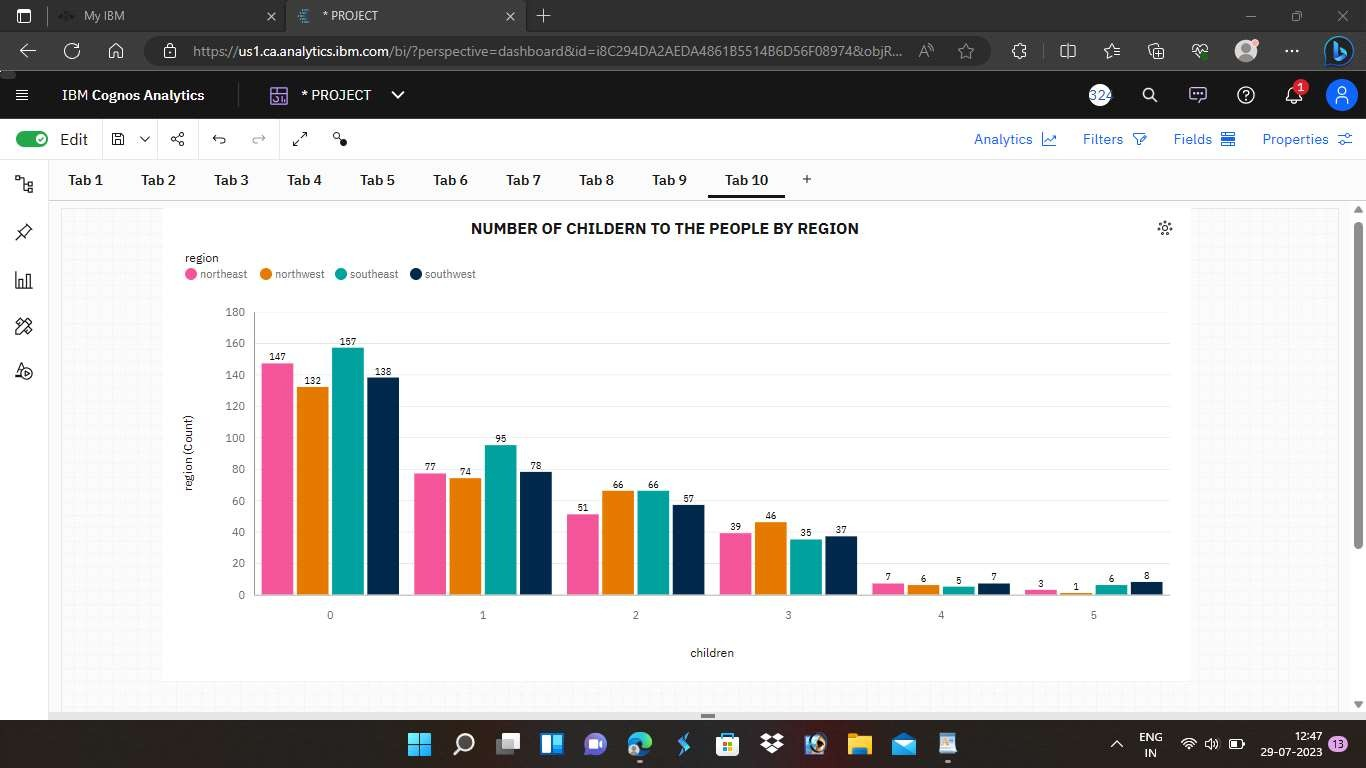 My IBM
* PROJECT
https://us1.ca.analytics.ibm.com/bi/?perspective=dashboard&id=i8C294DA2AEDA4861B5514B6D56F08974&objR...
IBM Cognos Analytics
* PROJECT
324
1
Edit
Analytics
Filters
Fields
Properties
Tab 1 Tab 2 Tab 3 Tab 4 Tab 5 Tab 6 Tab 7 Tab 8 Tab 9 Tab 10 +
NUMBER OF CHILDERN TO THE PEOPLE BY REGION
region
northeast northwest southeast southwest
180
160
140
120
100
80
60
40
20
0
region (Count)
147 132 157 138
77 74 95 78
51 66 66 57
39 46 35 37
7 6 5 7
3 1 6 8
0 1 2 3 4 5
children
ENG
IN
12:47
29-07-2023
13